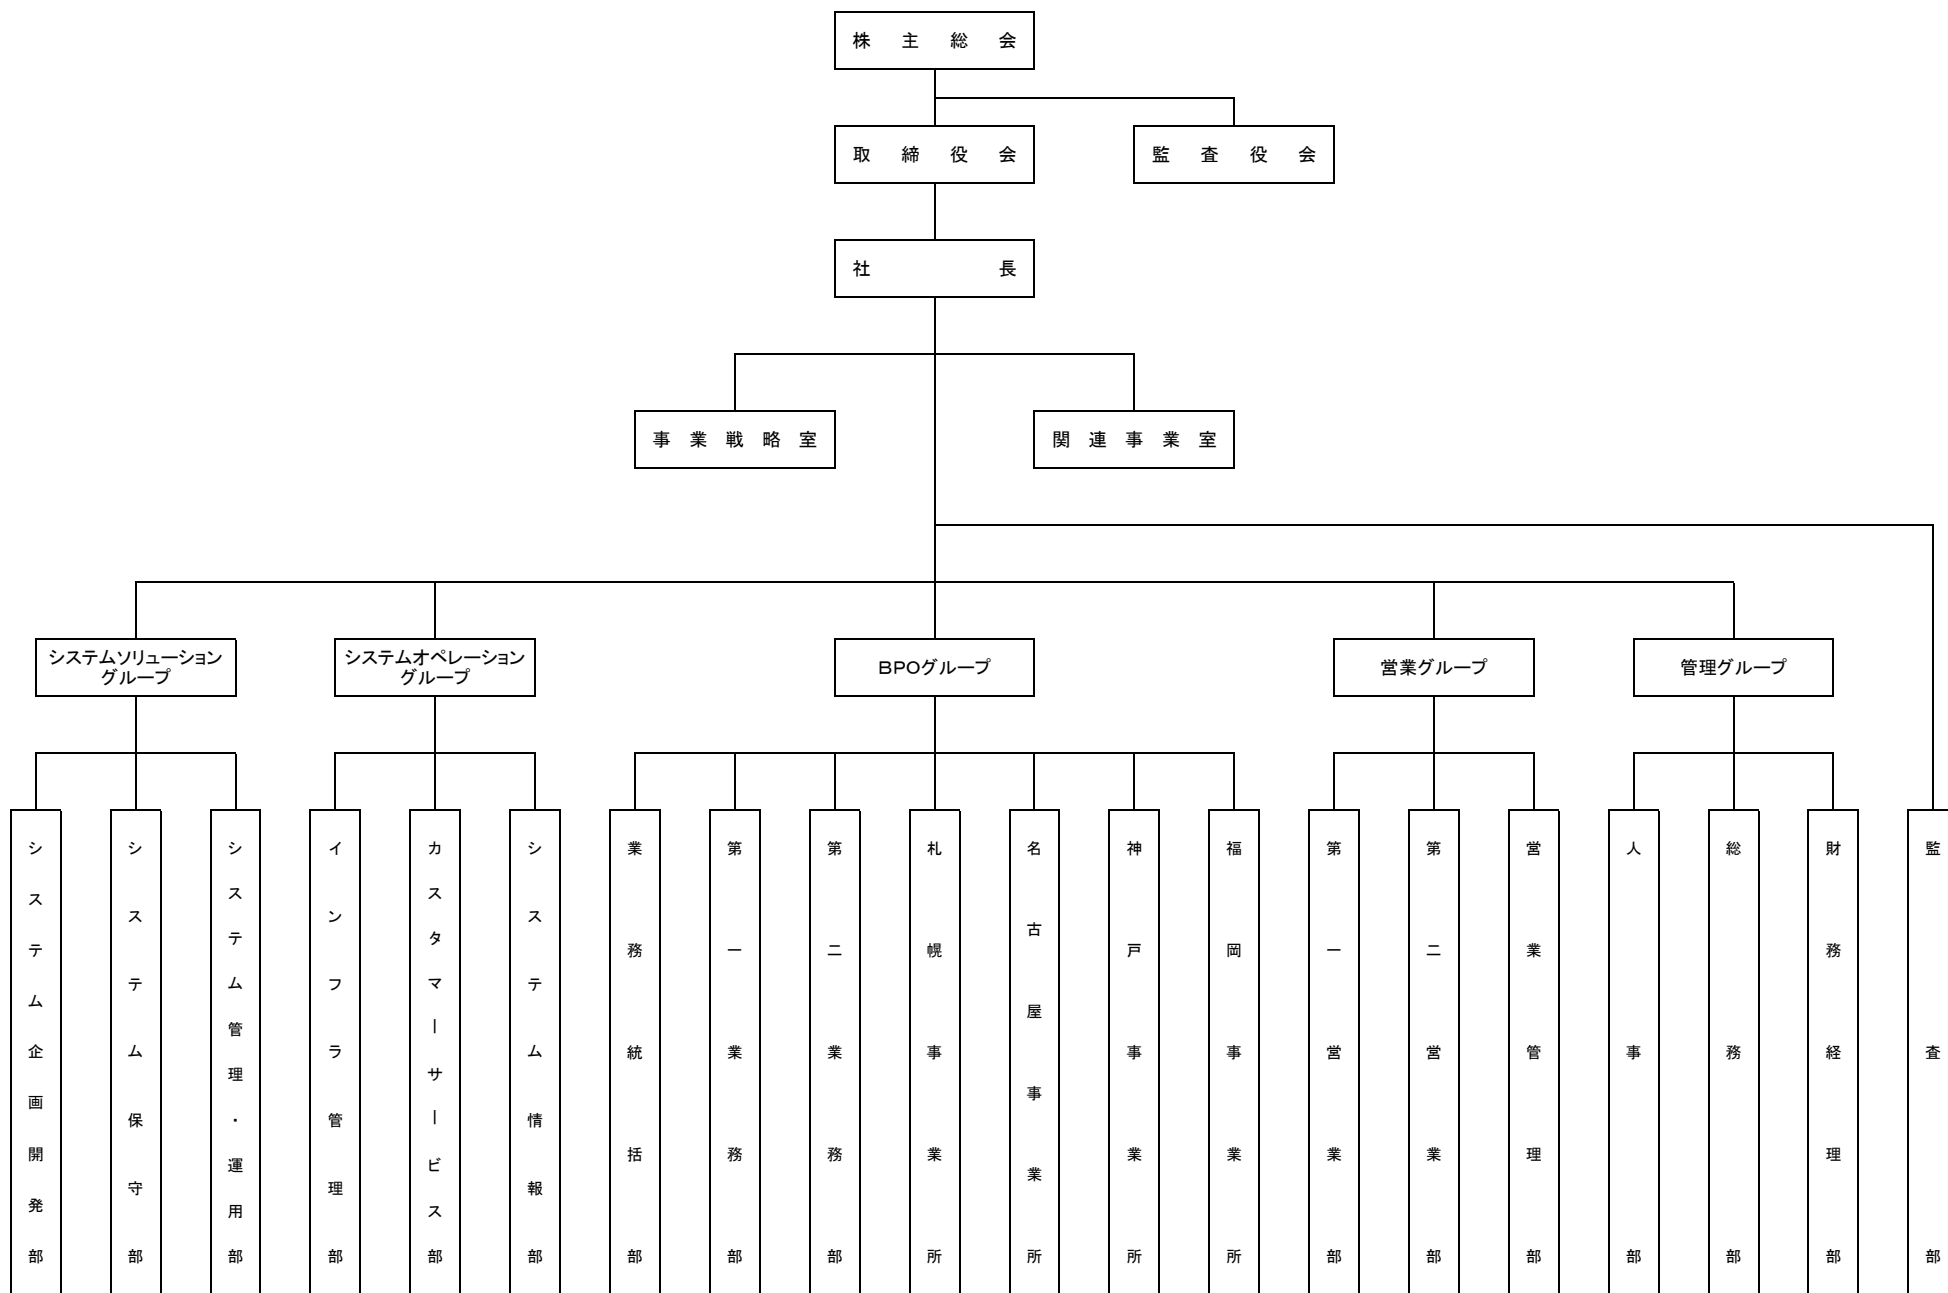 株主総会
取締役会
監査役会
社長
事業戦略室
関連事業室
システムソリューション
グループ
システムオペレーション
グループ
BPOグループ
営業グループ
管理グループ
システム企画開発部
システム保守部
システム管理・運用部
インフラ管理部
カスタマーサービス部
システム情報部
業務統括部
第一業務部
第二業務部
札幌事業所
名古屋事業所
神戸事業所
福岡事業所
第一営業部
第二営業部
営業管理部
人事部
総務部
財務経理部
監査部